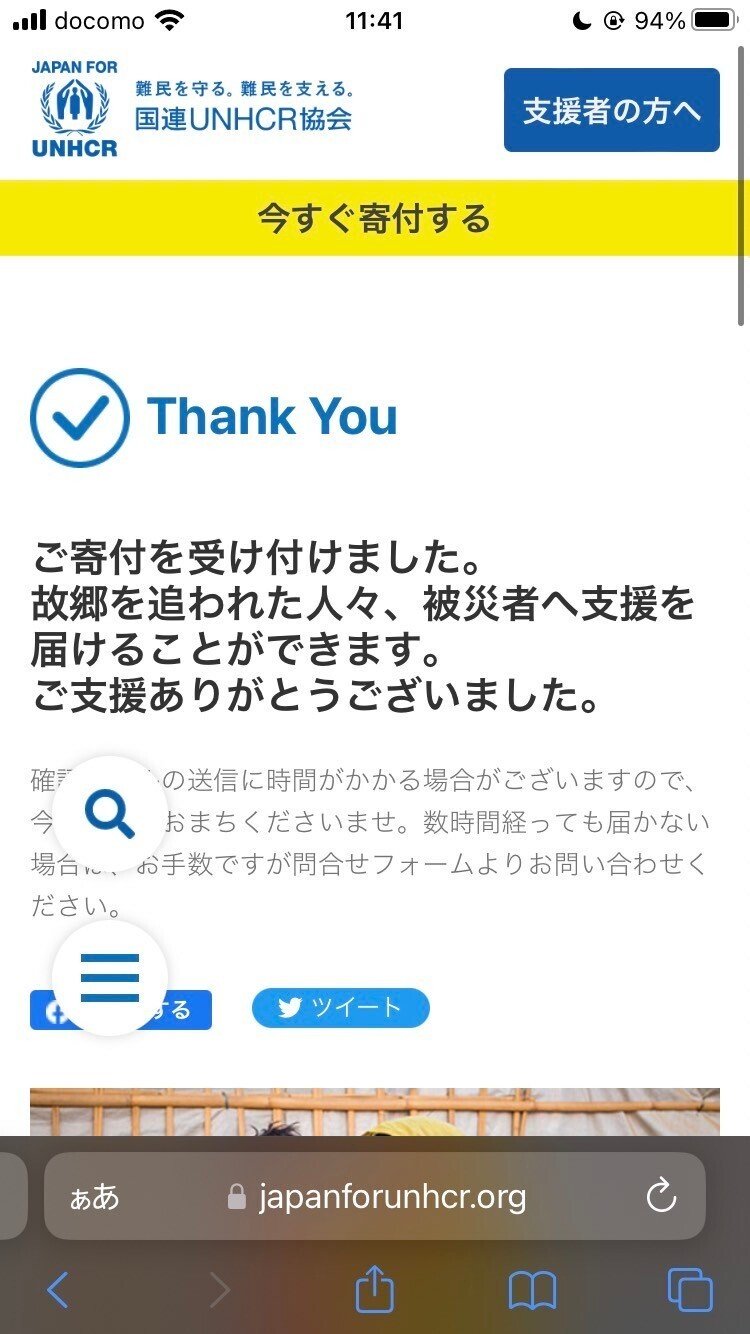 docomo 11:41 94%
JAPAN FOR
UNHCR
難民を守る。難民を支える。
国連UNHCR協会
支援者の方へ
今すぐ寄付する
Thank You
ご寄付を受け付けました。
故郷を追われた人々、被災者へ支援を
届けることができます。
ご支援ありがとうございました。
確 の送信に時間がかかる場合がございますので、
今 おまちくださいませ。数時間経っても届かない
場合は、お手数ですが問合せフォームよりお問い合わせく
ださい。
する ツイート
ぁあ japanforunhcr.org